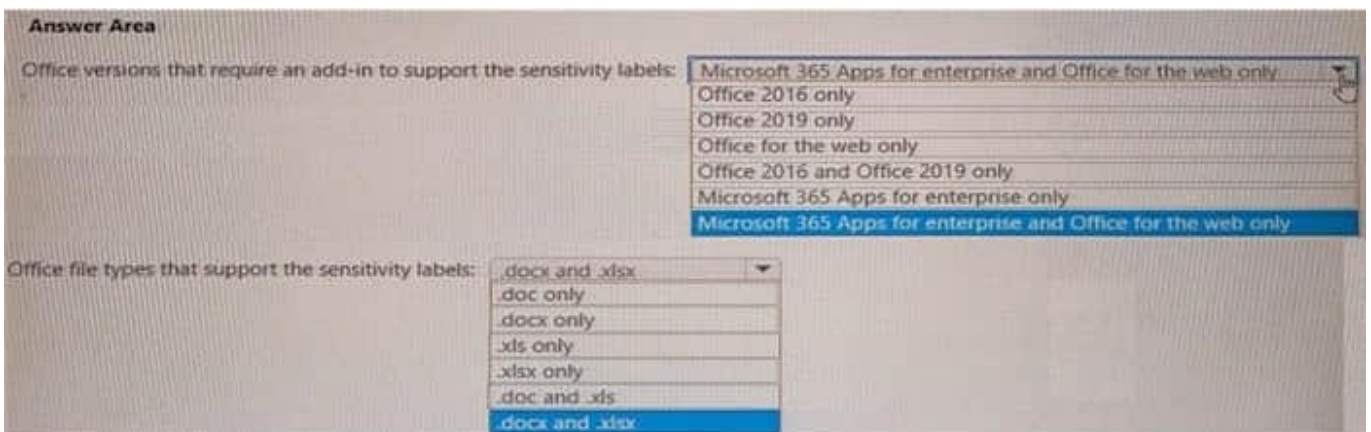 Answer Area
Office versions that require an add-in to support the sensitivity labels: Microsoft 365 Apps for enterprise and Office for the web only
Office 2016 only
Office 2019 only
Office for the web only
Office 2016 and Office 2019 only
Microsoft 365 Apps for enterprise only
Microsoft 365 Apps for enterprise and Office for the web only
Office file types that support the sensitivity labels: .docx and .xlsx
.doc only
.docx only
.xls only
.xlsx only
.doc and .xls
.docx and .xlsx